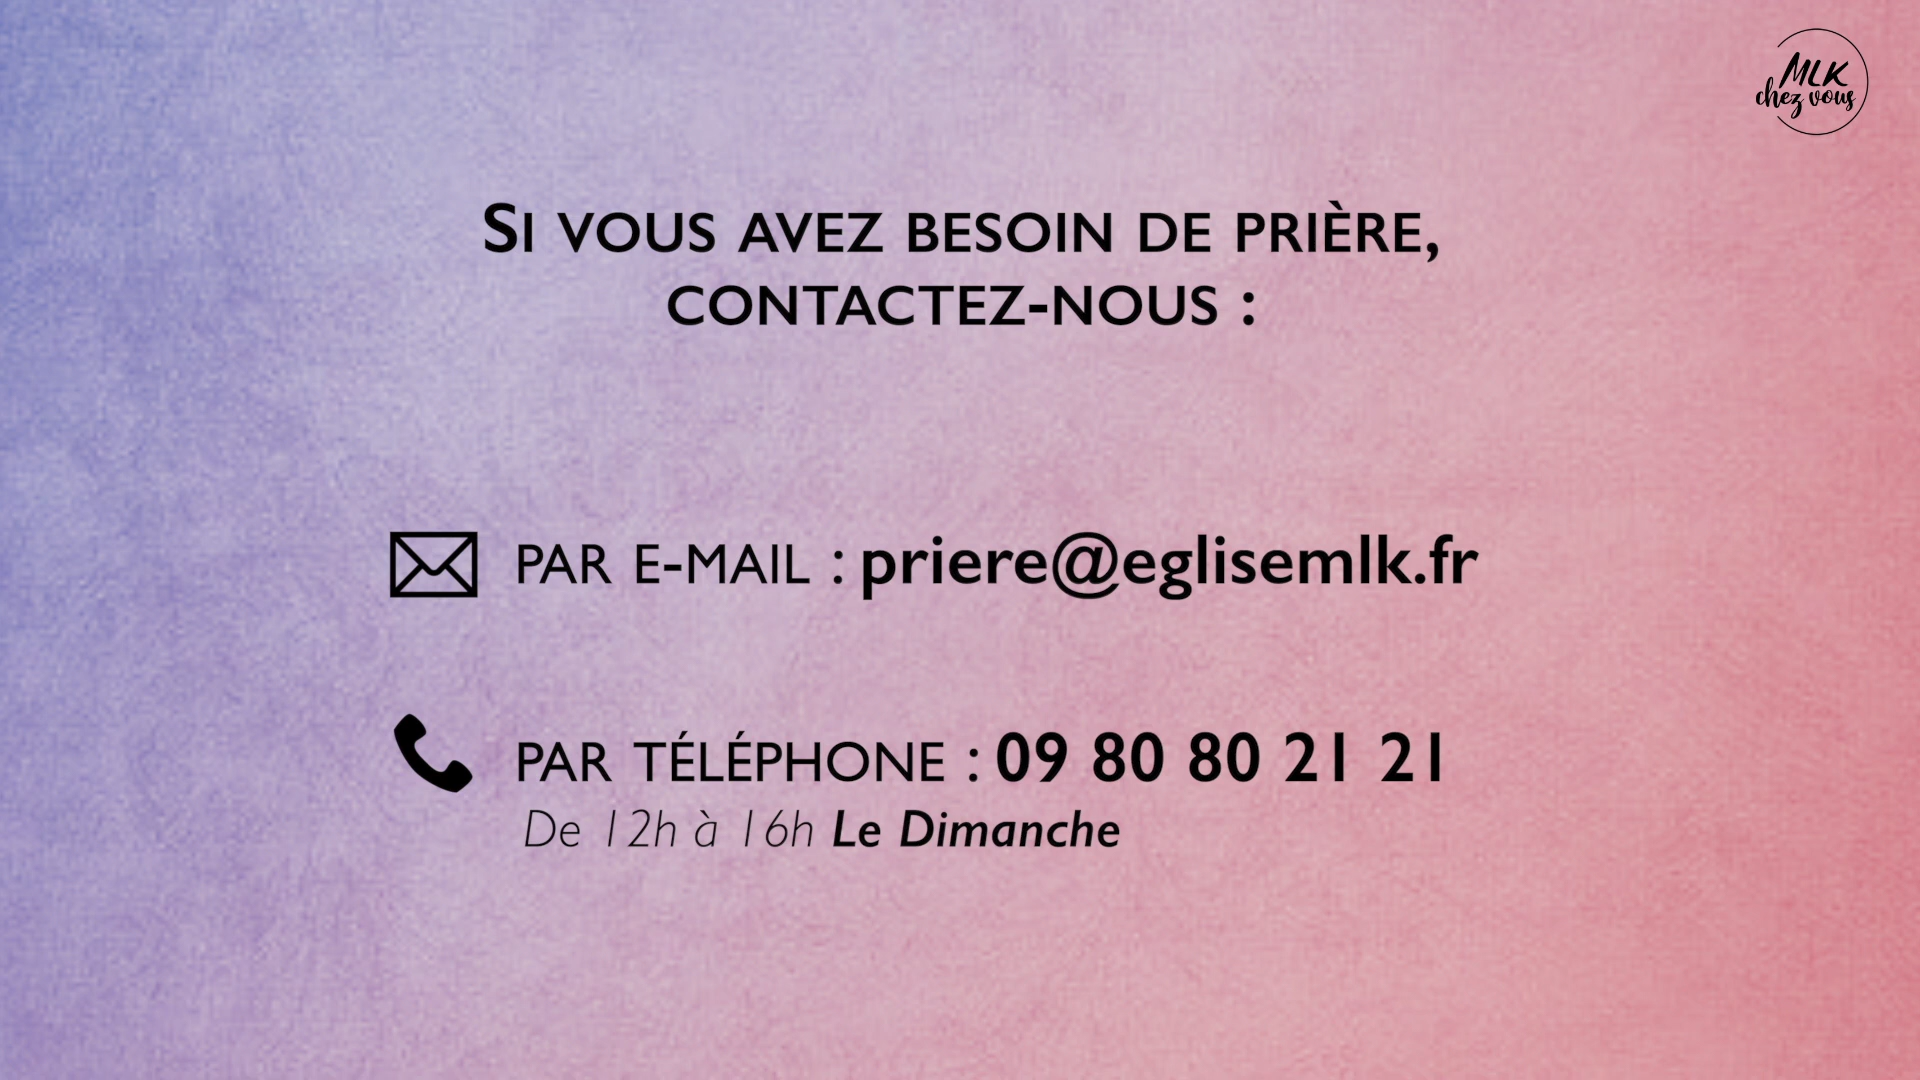 MLK
chez vous
SI VOUS AVEZ BESOIN DE PRIÈRE,
CONTACTEZ-NOUS :
PAR E-MAIL : priere@eglisemlk.fr
PAR TÉLÉPHONE : 09 80 80 21 21
De 12h à 16h Le Dimanche